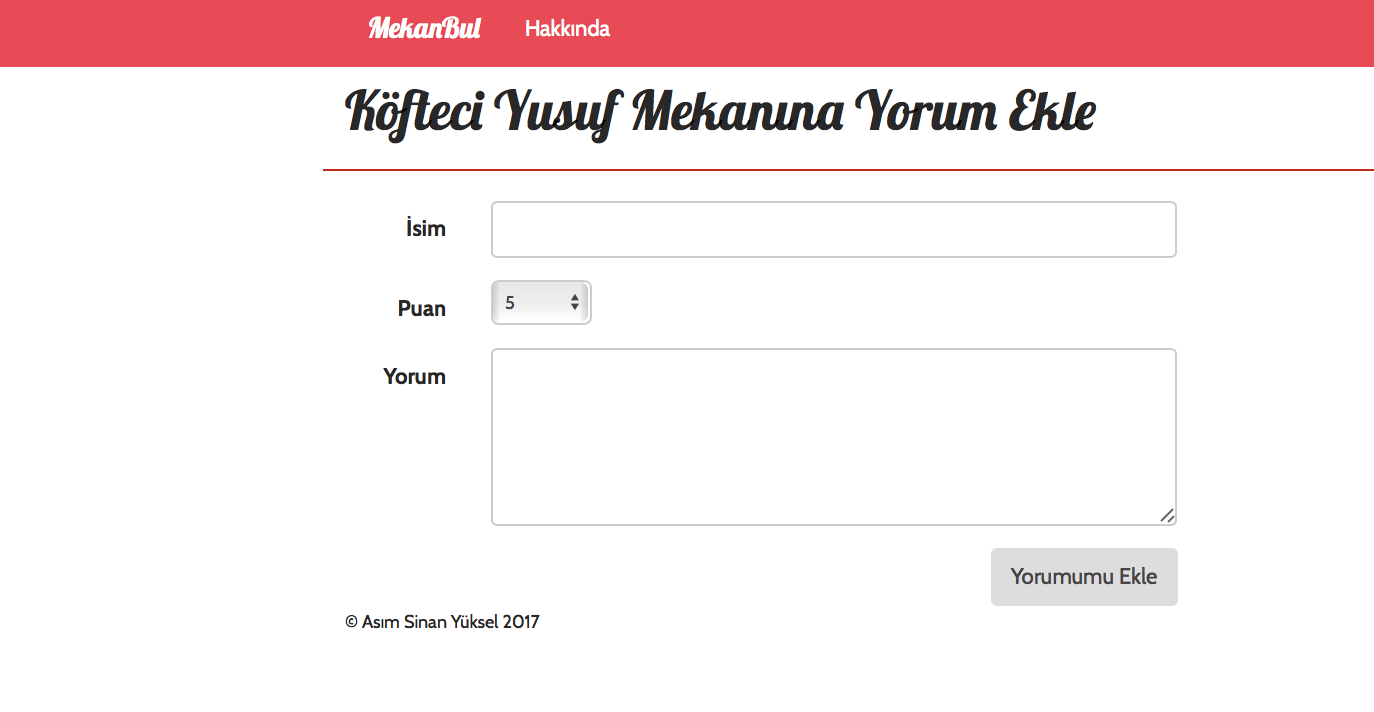 MekanBul Hakkında
Köfteci Yusuf Mekanına Yorum Ekle
İsim
Puan 5
Yorum
Yorumumu Ekle
© Asım Sinan Yüksel 2017